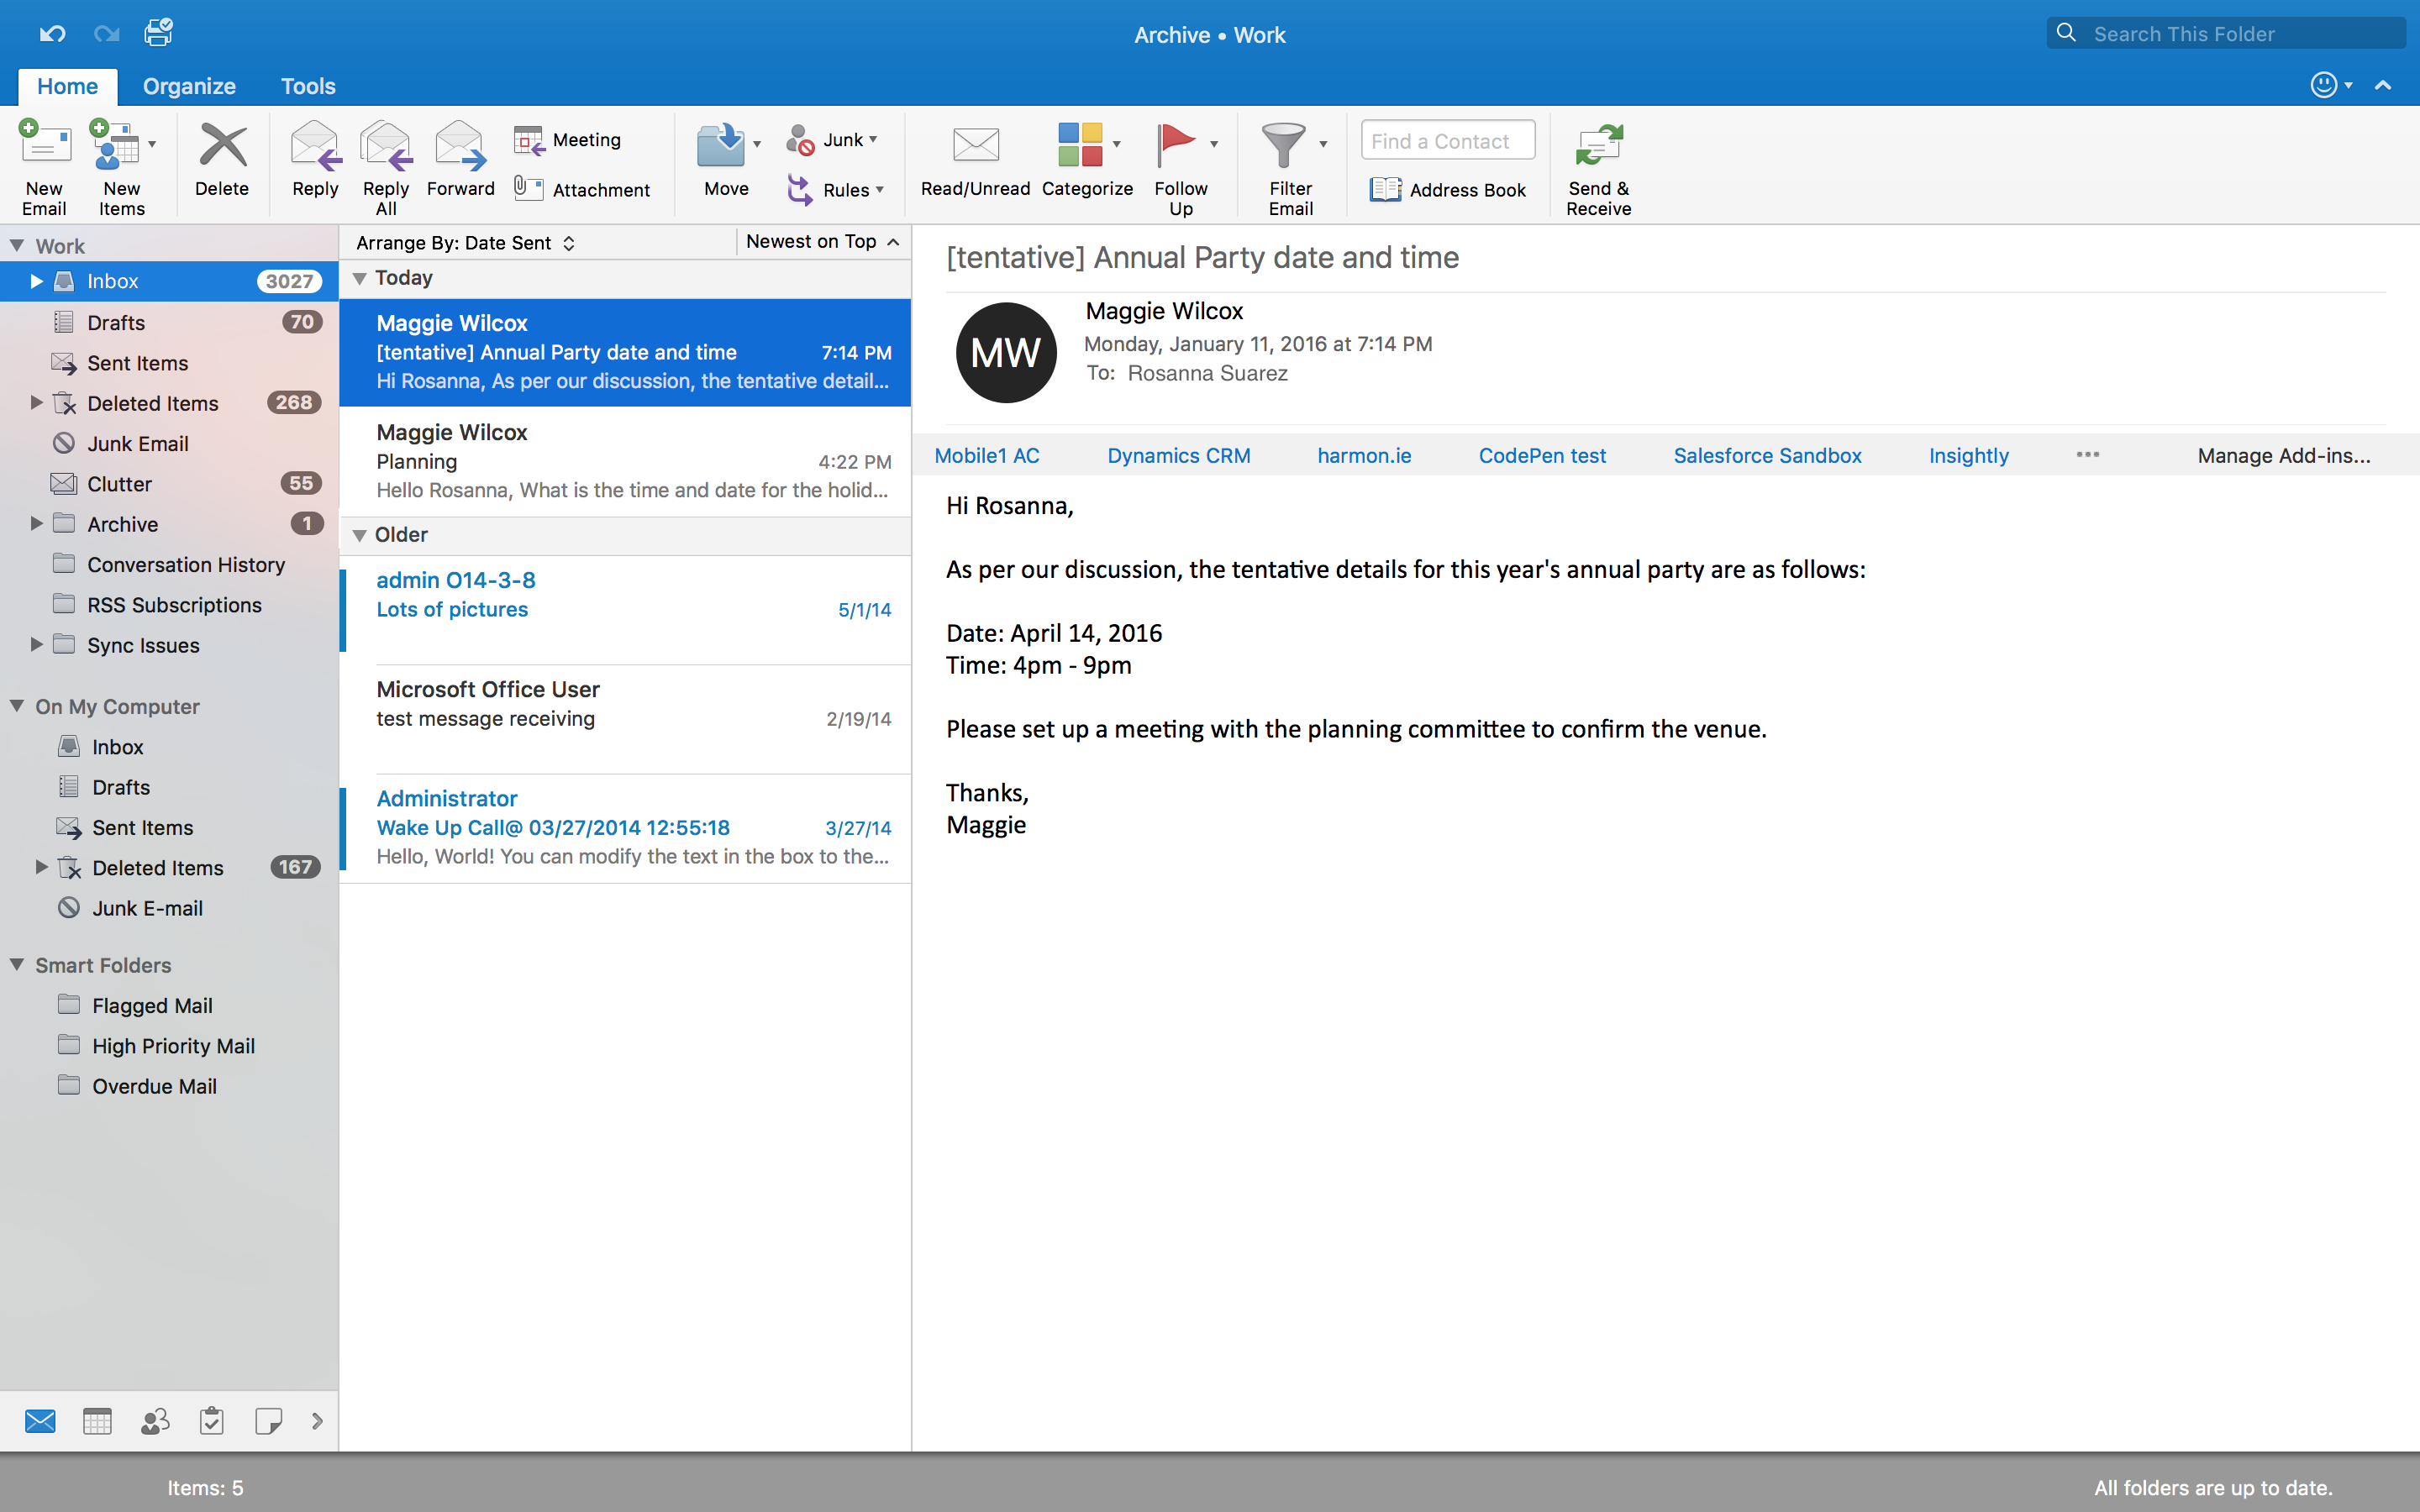 Archive • Work
Search This Folder
Home
Organize
Tools
New
Email
New
Items
Delete
Reply
Reply
All
Forward
Meeting
Attachment
Move
Junk
Rules
Read/Unread
Categorize
Follow
Up
Filter
Email
Find a Contact
Address Book
Send &
Receive
Work
Inbox 3027
Drafts 70
Sent Items
Deleted Items 268
Junk Email
Clutter 55
Archive 1
Conversation History
RSS Subscriptions
Sync Issues
On My Computer
Inbox
Drafts
Sent Items
Deleted Items 167
Junk E-mail
Smart Folders
Flagged Mail
High Priority Mail
Overdue Mail
Arrange By: Date Sent
Newest on Top
Today
Maggie Wilcox
[tentative] Annual Party date and time 7:14 PM
Hi Rosanna, As per our discussion, the tentative detail...
Maggie Wilcox
Planning 4:22 PM
Hello Rosanna, What is the time and date for the holid...
Older
admin O14-3-8
Lots of pictures 5/1/14
Microsoft Office User
test message receiving 2/19/14
Administrator
Wake Up Call@ 03/27/2014 12:55:18 3/27/14
Hello, World! You can modify the text in the box to the...
[tentative] Annual Party date and time
MW
Maggie Wilcox
Monday, January 11, 2016 at 7:14 PM
To: Rosanna Suarez
Mobile1 AC Dynamics CRM harmon.ie CodePen test Salesforce Sandbox Insightly ••• Manage Add-ins...
Hi Rosanna,
As per our discussion, the tentative details for this year's annual party are as follows:
Date: April 14, 2016
Time: 4pm - 9pm
Please set up a meeting with the planning committee to confirm the venue.
Thanks,
Maggie
Items: 5
All folders are up to date.